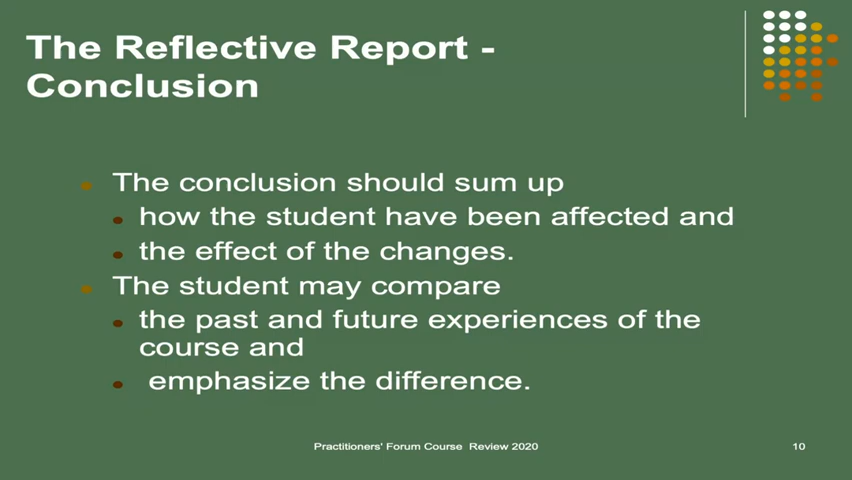 The Reflective Report -
Conclusion
The conclusion should sum up
how the student have been affected and
the effect of the changes.
The student may compare
the past and future experiences of the
course and
emphasize the difference.
Practitioners' Forum Course Review 2020
10